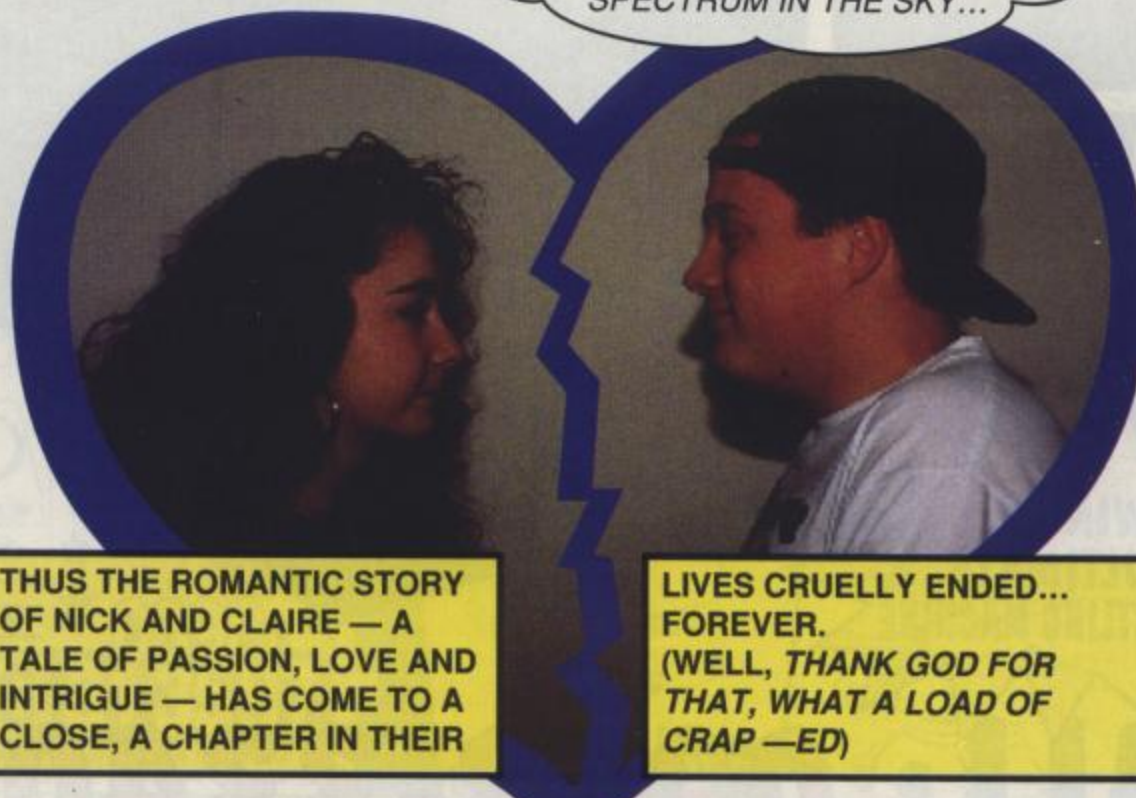 SPECTRUM IN THE SKY...
THUS THE ROMANTIC STORY
OF NICK AND CLAIRE — A
TALE OF PASSION, LOVE AND
INTRIGUE — HAS COME TO A
CLOSE, A CHAPTER IN THEIR
LIVES CRUELLY ENDED...
FOREVER.
(WELL, THANK GOD FOR
THAT, WHAT A LOAD OF
CRAP —ED)